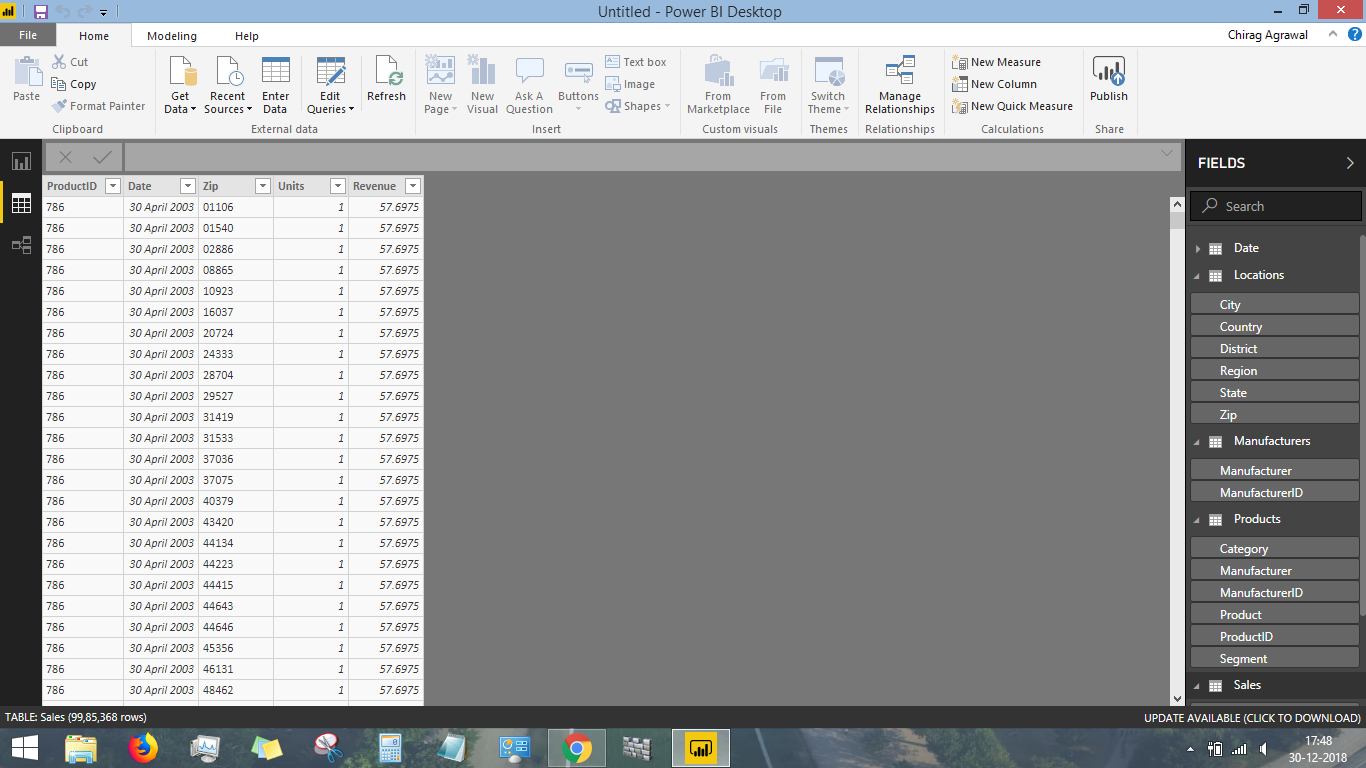 Untitled - Power BI Desktop
File Home Modeling Help Chirag Agrawal
Paste Cut Copy Format Painter
Clipboard
Get Data Recent Sources Enter Data Edit Queries Refresh
External data
New Page New Visual Ask A Question Buttons Text box Image Shapes
Insert
From Marketplace From File
Custom visuals
Switch Theme
Themes
Manage Relationships
Relationships
New Measure New Column New Quick Measure
Calculations
Publish
Share
ProductID Date Zip Units Revenue
786 30 April 2003 01106 1 57.6975
786 30 April 2003 01540 1 57.6975
786 30 April 2003 02886 1 57.6975
786 30 April 2003 08865 1 57.6975
786 30 April 2003 10923 1 57.6975
786 30 April 2003 16037 1 57.6975
786 30 April 2003 20724 1 57.6975
786 30 April 2003 24333 1 57.6975
786 30 April 2003 28704 1 57.6975
786 30 April 2003 29527 1 57.6975
786 30 April 2003 31419 1 57.6975
786 30 April 2003 31533 1 57.6975
786 30 April 2003 37036 1 57.6975
786 30 April 2003 37075 1 57.6975
786 30 April 2003 40379 1 57.6975
786 30 April 2003 43420 1 57.6975
786 30 April 2003 44134 1 57.6975
786 30 April 2003 44223 1 57.6975
786 30 April 2003 44415 1 57.6975
786 30 April 2003 44643 1 57.6975
786 30 April 2003 44646 1 57.6975
786 30 April 2003 45356 1 57.6975
786 30 April 2003 46131 1 57.6975
786 30 April 2003 48462 1 57.6975
FIELDS
Search
Date
Locations
City
Country
District
Region
State
Zip
Manufacturers
Manufacturer
ManufacturerID
Products
Category
Manufacturer
ManufacturerID
Product
ProductID
Segment
Sales
TABLE: Sales (99,85,368 rows)
UPDATE AVAILABLE (CLICK TO DOWNLOAD)
17:48
30-12-2018